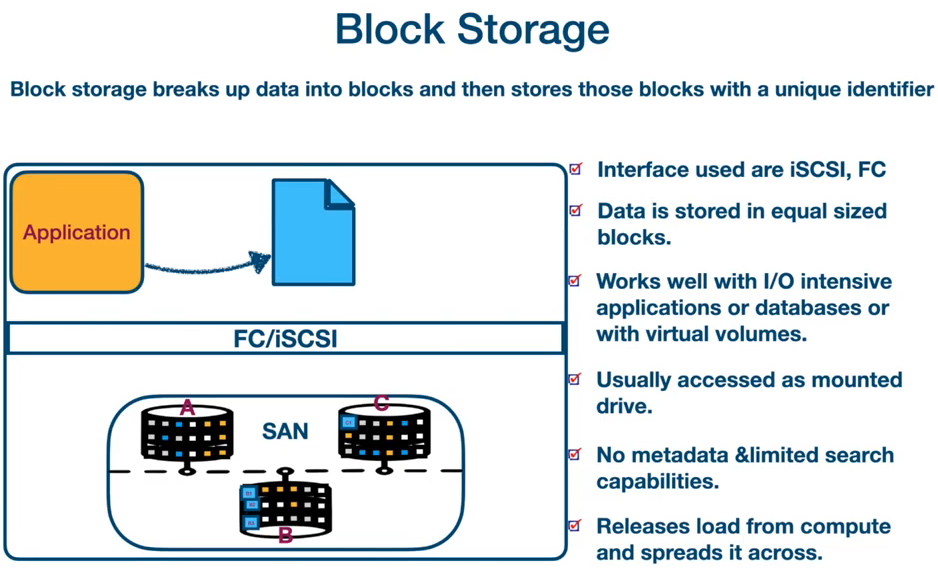 Block Storage
Block storage breaks up data into blocks and then stores those blocks with a unique identifier
Application
FC/iSCSI
A
SAN
C
B
Interface used are iSCSI, FC
Data is stored in equal sized
blocks.
Works well with I/O intensive
applications or databases or
with virtual volumes.
Usually accessed as mounted
drive.
No metadata &limited search
capabilities.
Releases load from compute
and spreads it across.